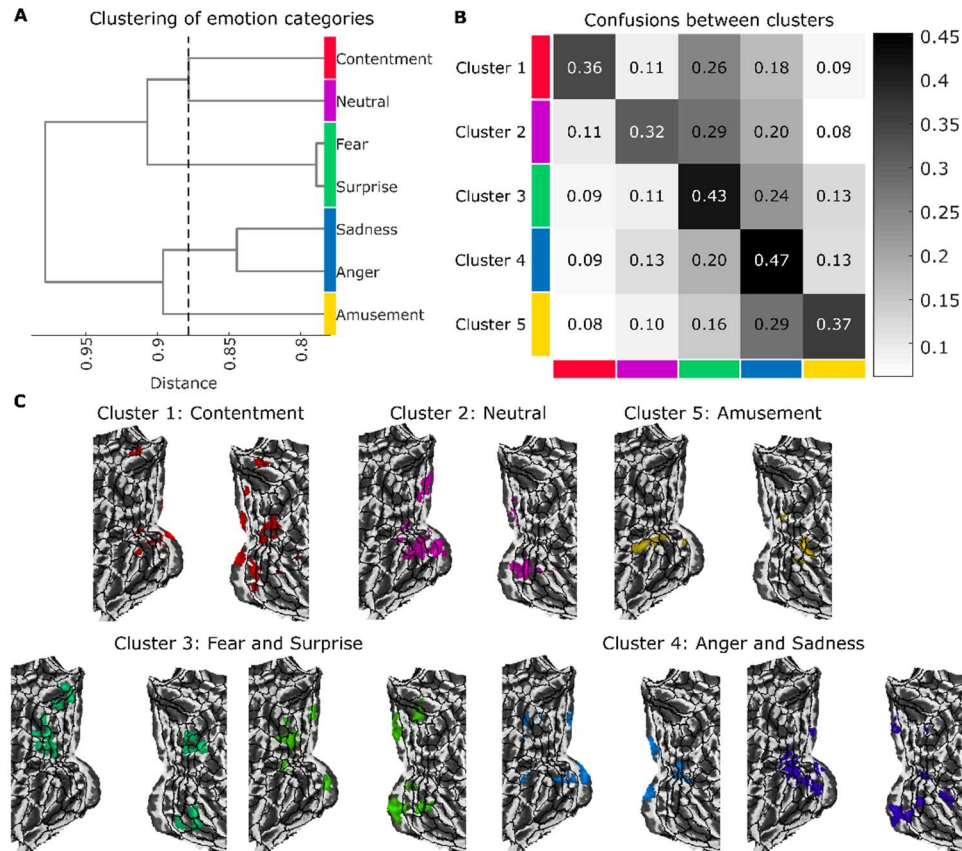 A
Clustering of emotion categories
Contentment
Neutral
Fear
Surprise
Sadness
Anger
Amusement
0.95
0.9
0.85
0.8
Distance
B
Confusions between clusters
Cluster 1 0.36 0.11 0.26 0.18 0.09
Cluster 2 0.11 0.32 0.29 0.20 0.08
Cluster 3 0.09 0.11 0.43 0.24 0.13
Cluster 4 0.09 0.13 0.20 0.47 0.13
Cluster 5 0.08 0.10 0.16 0.29 0.37
0.45
0.4
0.35
0.3
0.25
0.2
0.15
0.1
C
Cluster 1: Contentment
Cluster 2: Neutral
Cluster 5: Amusement
Cluster 3: Fear and Surprise
Cluster 4: Anger and Sadness